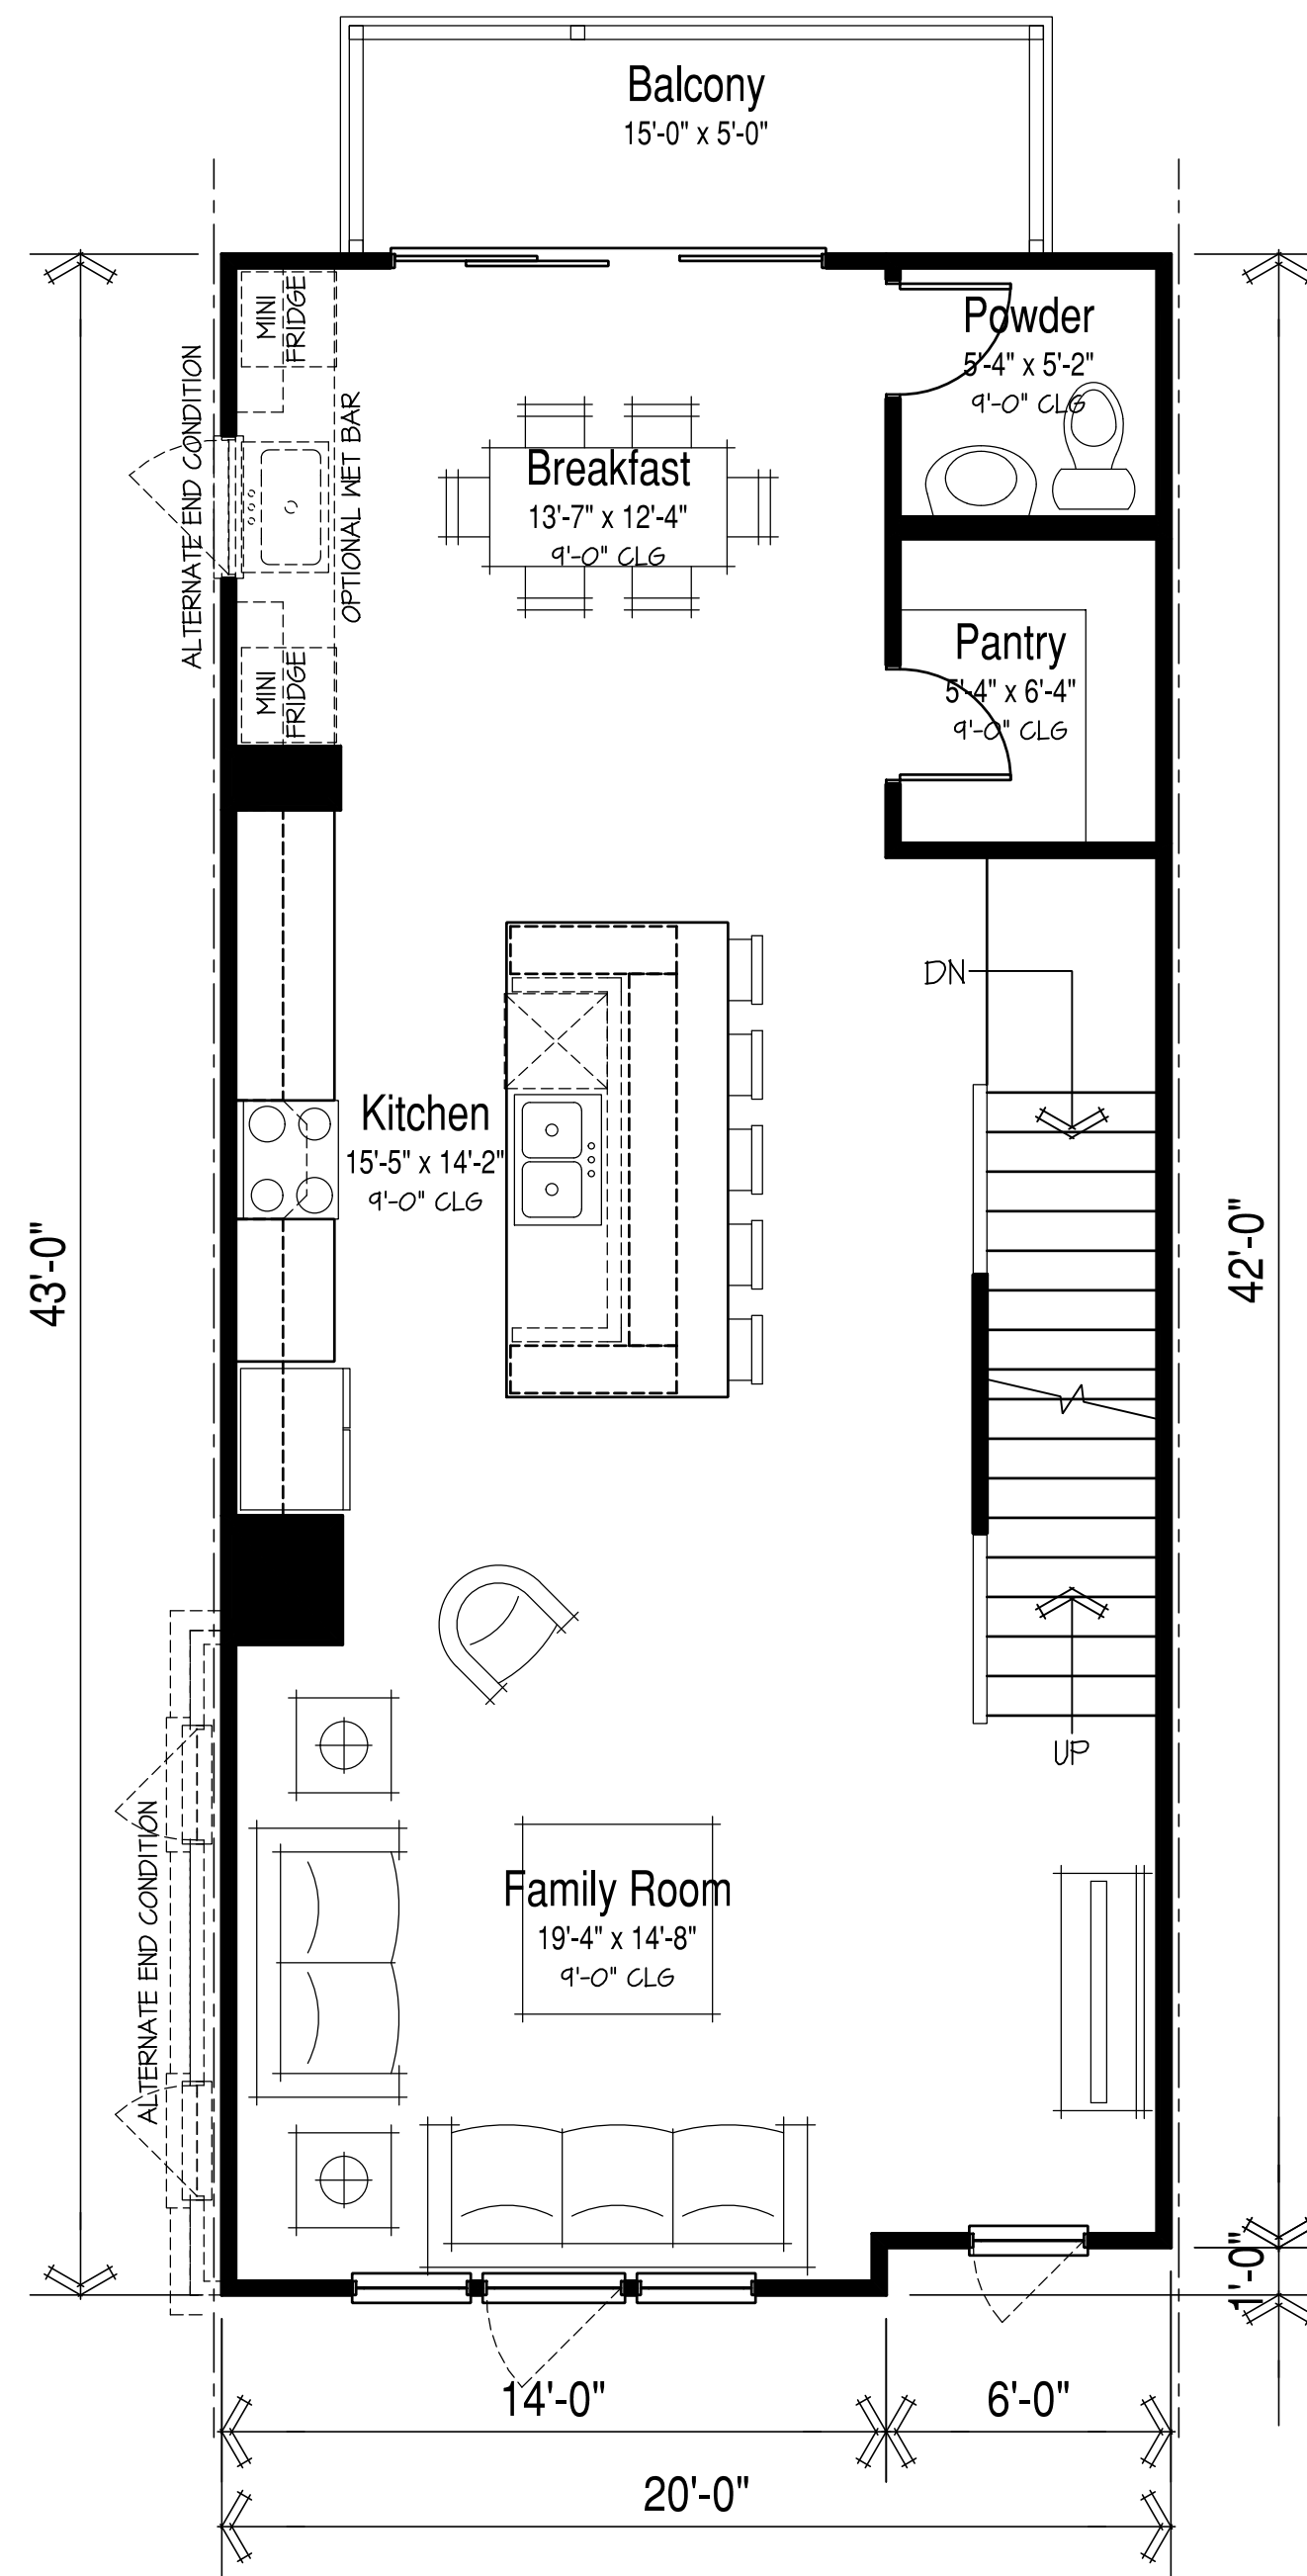 Balcony
15'-0" x 5'-0"
MINI
FRIDGE
Powder
5'-4" x 5'-2"
9'-0" CLG
ALTERNATE END CONDITION
OPTIONAL WET BAR
Breakfast
13'-7" x 12'-4"
9'-0" CLG
MINI
FRIDGE
Pantry
5'-4" x 6'-4"
9'-0" CLG
DN
Kitchen
15'-5" x 14'-2"
9'-0" CLG
43'-0"
42'-0"
UP
ALTERNATE END CONDITION
Family Room
19'-4" x 14'-8"
9'-0" CLG
1'-0"
14'-0"
6'-0"
20'-0"